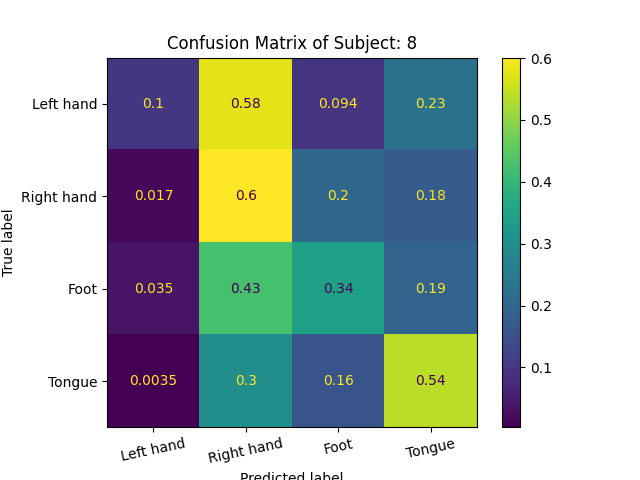 Confusion Matrix of Subject: 8
True label
Left hand 0.1 0.58 0.094 0.23
Right hand 0.017 0.6 0.2 0.18
Foot 0.035 0.43 0.34 0.19
Tongue 0.0035 0.3 0.16 0.54
Left hand Right hand Foot Tongue
Predicted label
0.6
0.5
0.4
0.3
0.2
0.1